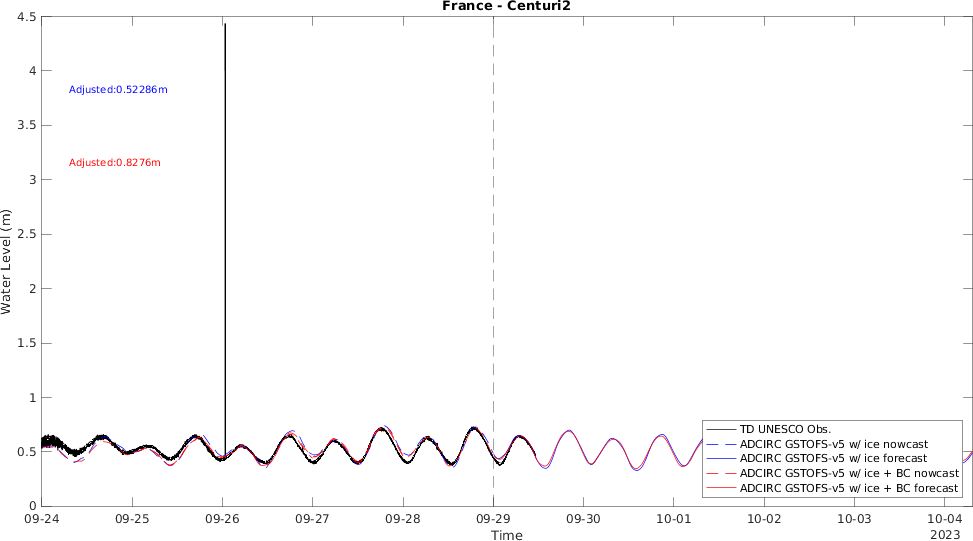 France - Centuri2
4.5
4
3.5
3
2.5
2
1.5
1
0.5
0
Water Level (m)
Adjusted:0.52286m
Adjusted:0.8276m
TD UNESCO Obs.
ADCIRC GSTOFS-v5 w/ ice nowcast
ADCIRC GSTOFS-v5 w/ ice forecast
ADCIRC GSTOFS-v5 w/ ice + BC nowcast
ADCIRC GSTOFS-v5 w/ ice + BC forecast
09-24 09-25 09-26 09-27 09-28 09-29 09-30 10-01 10-02 10-03 10-04
Time
2023